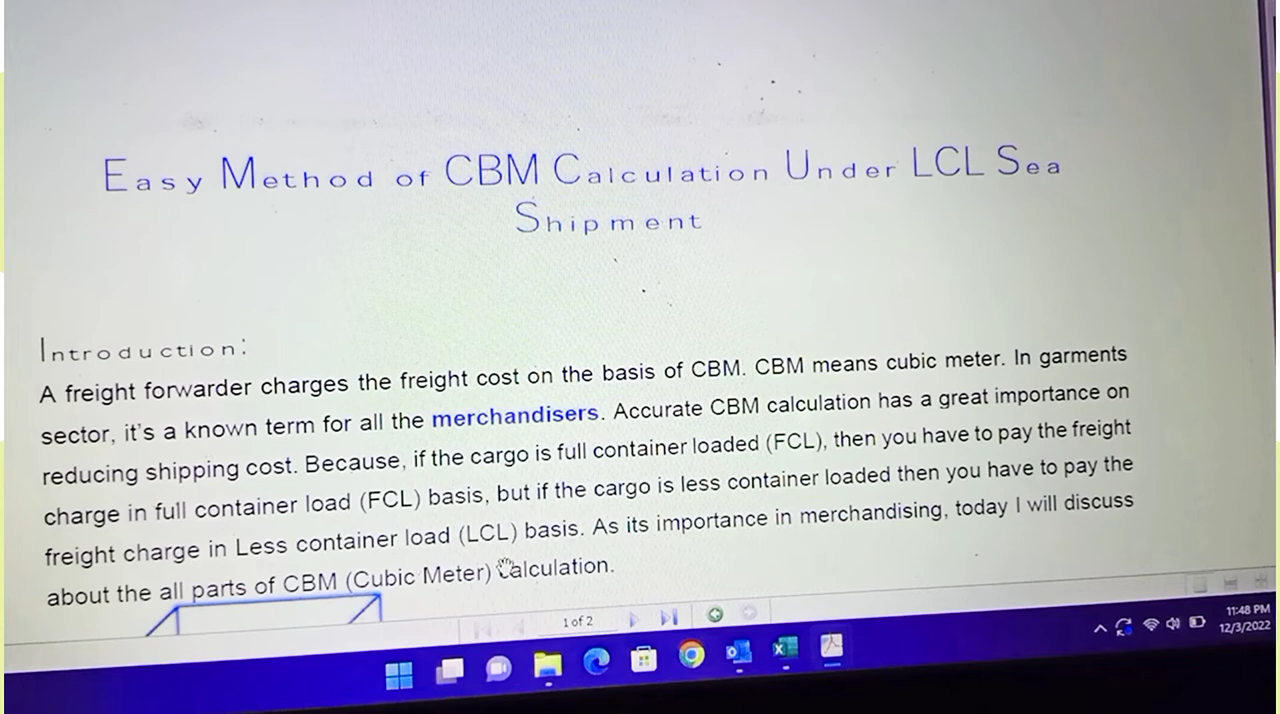 Easy Method of CBM Calculation Under LCL Sea
Shipment
Introduction:
A freight forwarder charges the freight cost on the basis of CBM. CBM means cubic meter. In garments
sector, it's a known term for all the merchandisers. Accurate CBM calculation has a great importance on
reducing shipping cost. Because, if the cargo is full container loaded (FCL), then you have to pay the freight
charge in full container load (FCL) basis, but if the cargo is less container loaded then you have to pay the
freight charge in Less container load (LCL) basis. As its importance in merchandising, today I will discuss
about the all parts of CBM (Cubic Meter) Calculation.
1 of 2
11:48 PM
12/3/2022